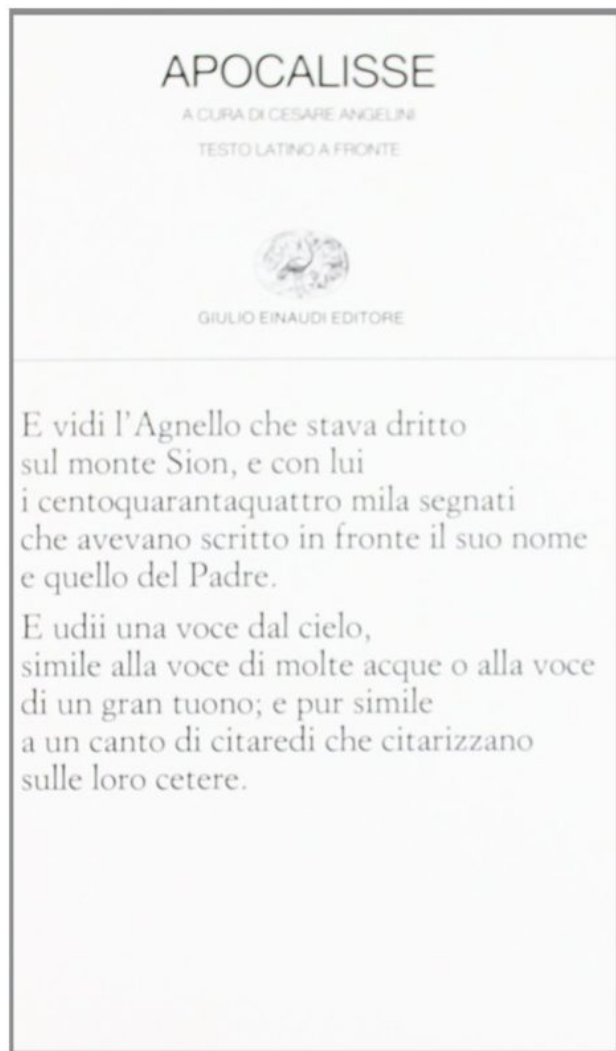 APOCALISSE
A CURA DI CESARE ANGELINI
TESTO LATINO A FRONTE
GIULIO EINAUDI EDITORE
E vidi l'Agnello che stava dritto
sul monte Sion, e con lui
i centoquarantaquattro mila segnati
che avevano scritto in fronte il suo nome
e quello del Padre.
E udii una voce dal cielo,
simile alla voce di molte acque o alla voce
di un gran tuono; e pur simile
a un canto di citaredi che citarizzano
sulle loro cetere.